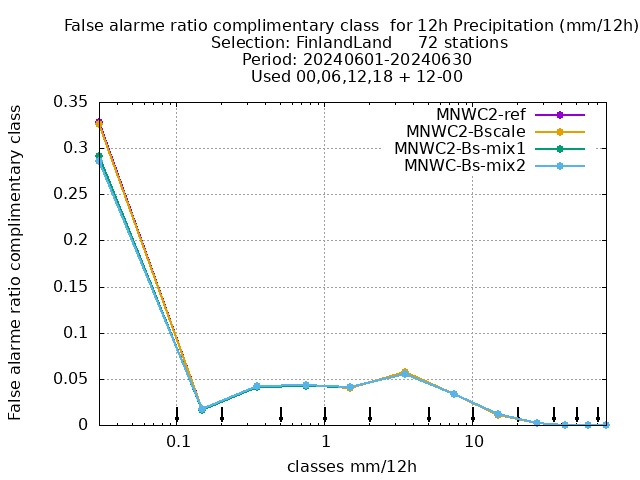 False alarme ratio complimentary class  for 12h Precipitation (mm/12h)
Selection: FinlandLand     72 stations
Period: 20240601-20240630
Used 00,06,12,18 + 12-00
False alarme ratio complimentary class
0.35
0.3
0.25
0.2
0.15
0.1
0.05
0
MNWC2-ref
MNWC2-Bscale
MNWC2-Bs-mix1
MNWC-Bs-mix2
0.1
1
10
classes mm/12h